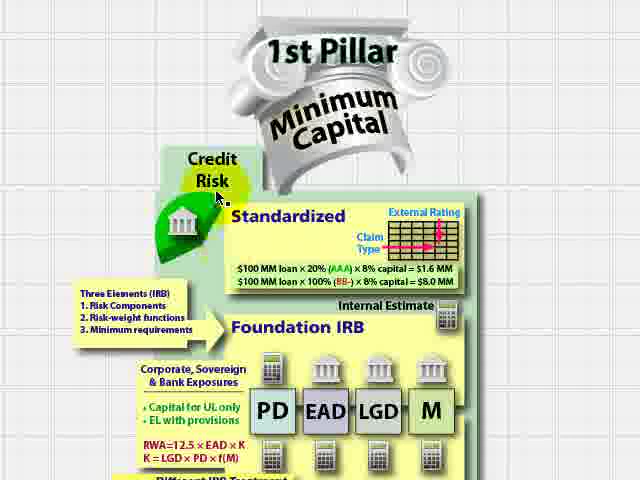 1st Pillar
Minimum
Capital
Credit
Risk
Standardized
External Rating
Claim
Type
$100 MM loan × 20% (AAA) × 8% capital = $1.6 MM
$100 MM loan × 100% (BB-) × 8% capital = $8.0 MM
Internal Estimate
Three Elements (IRB)
1. Risk Components
2. Risk-weight functions
3. Minimum requirements
Foundation IRB
Corporate, Sovereign
& Bank Exposures
• Capital for UL only
• EL with provisions
RWA=12.5 × EAD × K
K = LGD × PD × f(M)
PD
EAD
LGD
M
Different IRB Treatment